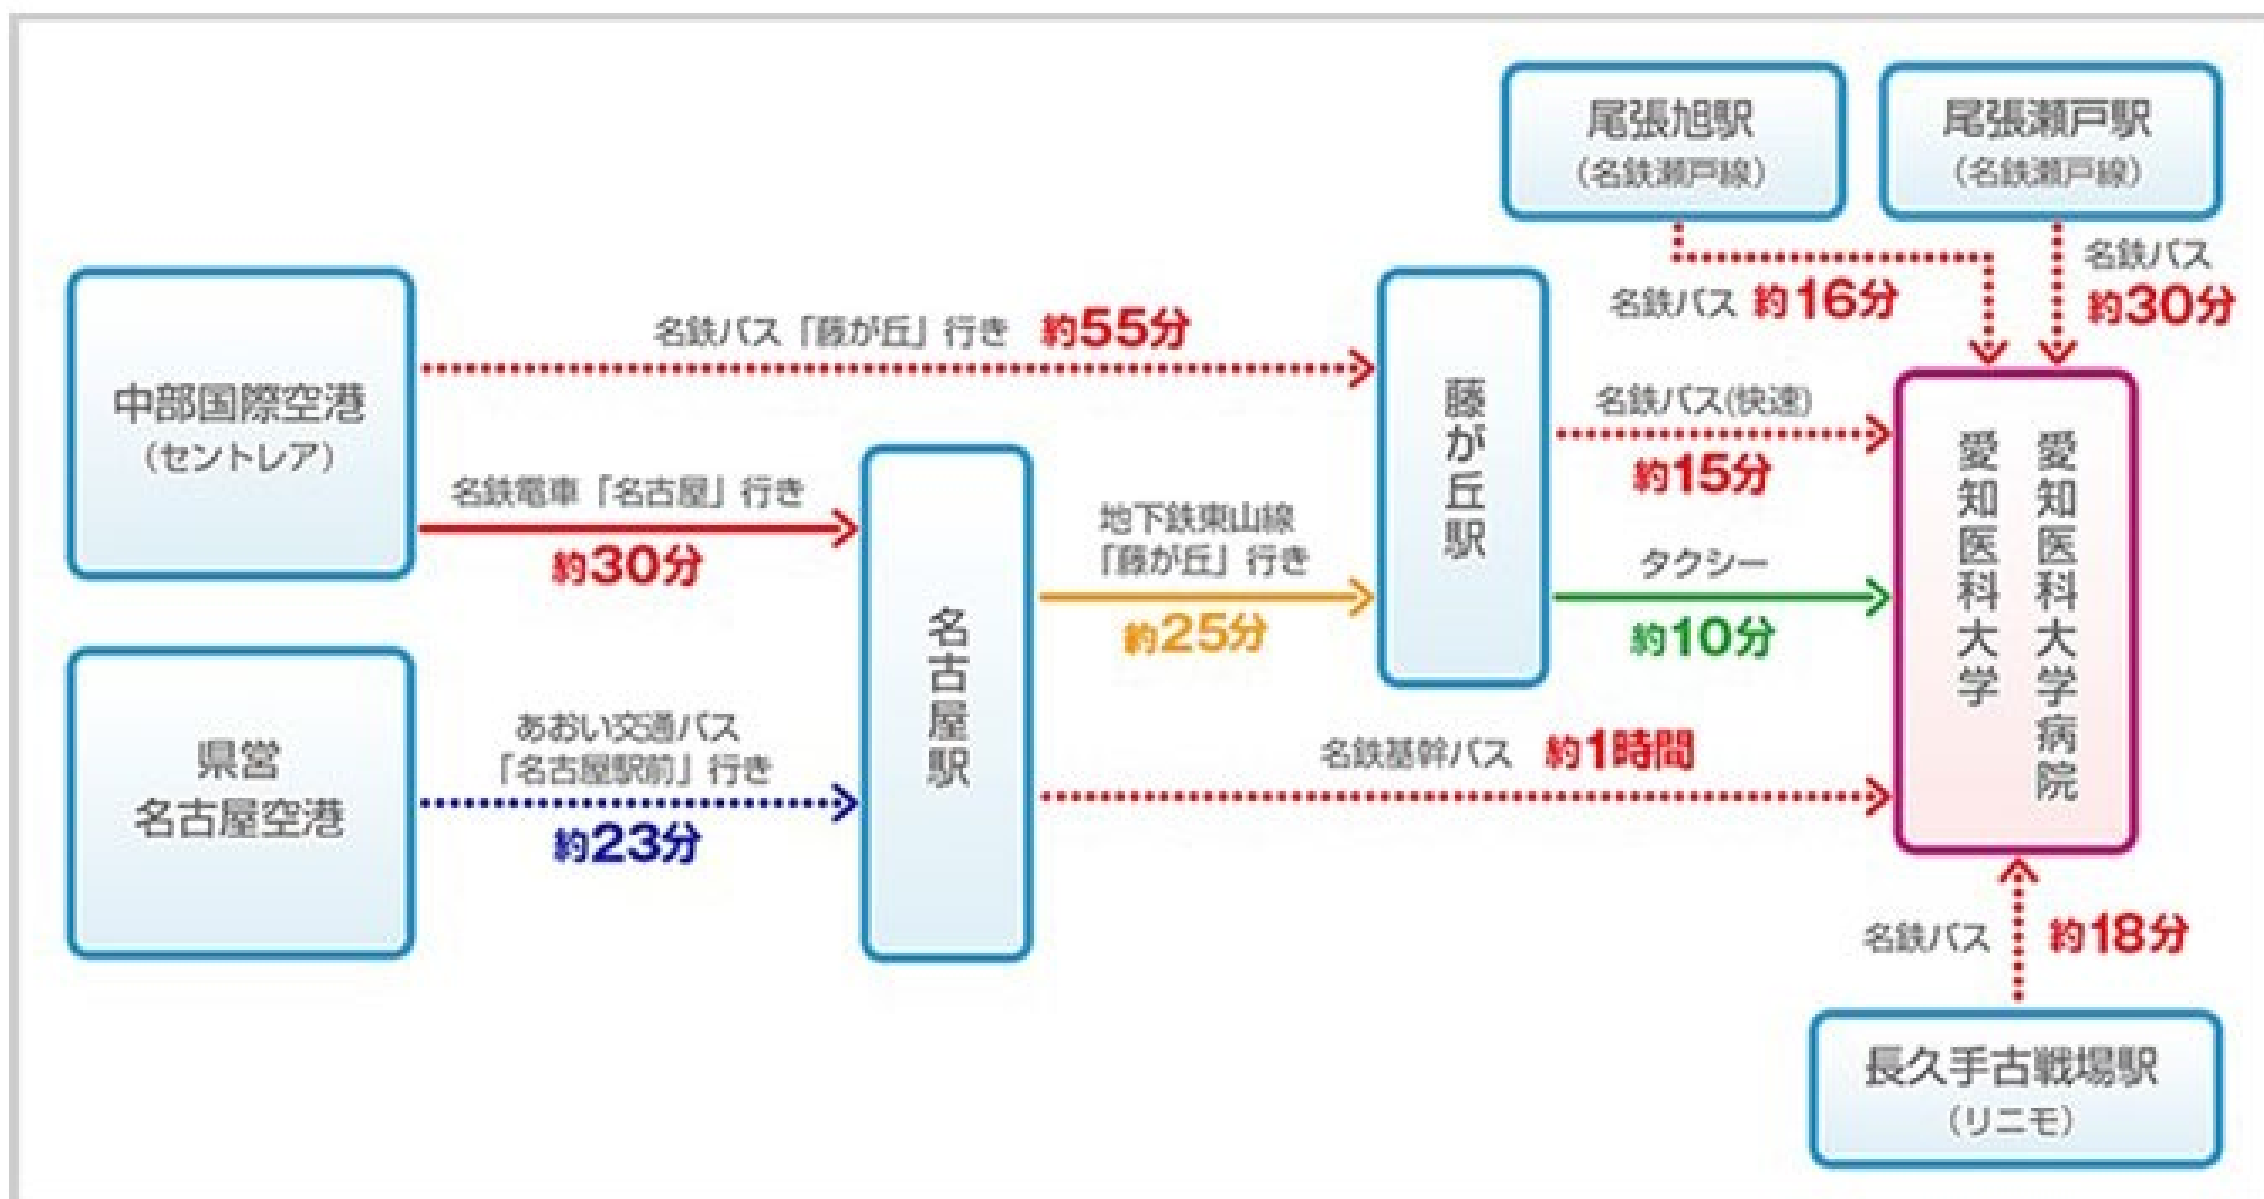 尾張旭駅
(名鉄瀬戸線)
尾張瀬戸駅
(名鉄瀬戸線)
名鉄バス 約16分
名鉄バス
約30分
中部国際空港
(セントレア)
名鉄バス「藤が丘」行き 約55分
名鉄電車「名古屋」行き
約30分
県営
名古屋空港
あおい交通バス
「名古屋駅前」行き
約23分
名古屋駅
地下鉄東山線
「藤が丘」行き
約25分
藤が丘駅
名鉄バス(快速)
約15分
タクシー
約10分
名鉄基幹バス 約1時間
愛知医科大学病院
愛知医科大学
名鉄バス 約18分
長久手古戦場駅
(リニモ)